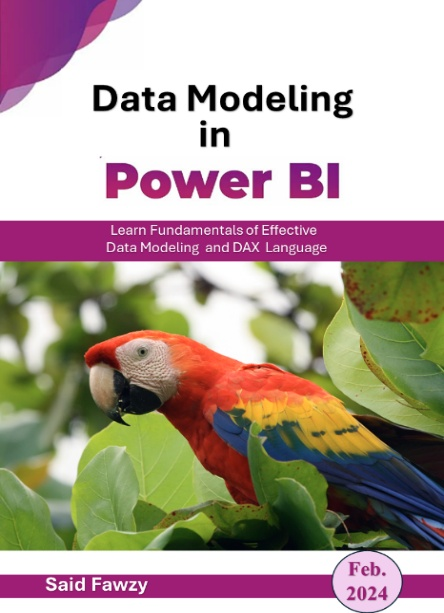 Data Modeling
in
Power BI
Learn Fundamentals of Effective
Data Modeling and DAX Language
Said Fawzy
Feb.
2024